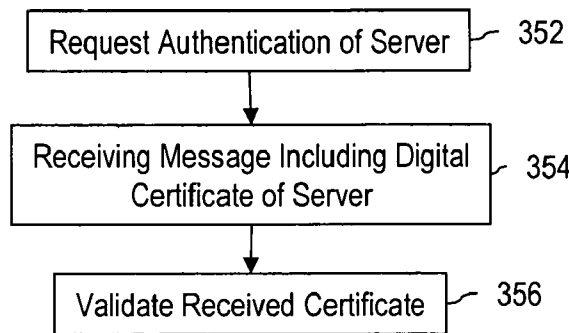 Request Authentication of Server
352
Receiving Message Including Digital
Certificate of Server
354
Validate Received Certificate
356